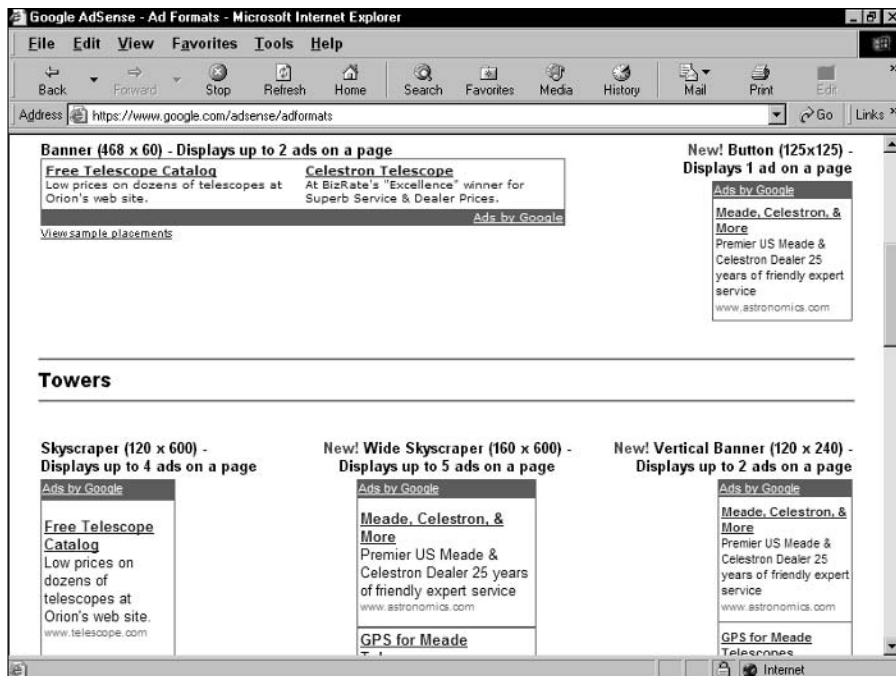 Google AdSense - Ad Formats - Microsoft Internet Explorer
File Edit View Favorites Tools Help
Back Forward Stop Refresh Home Search Favorites Media History Mail Print Edit
Address https://www.google.com/adsense/adformats Go Links
Banner (468 x 60) - Displays up to 2 ads on a page
Free Telescope Catalog
Low prices on dozens of telescopes at
Orion's web site.
Celestron Telescope
At BizRate's "Excellence" winner for
Superb Service & Dealer Prices.
Ads by Google
View sample placements
New! Button (125x125) -
Displays 1 ad on a page
Ads by Google
Meade, Celestron, &
More
Premier US Meade &
Celestron Dealer 25
years of friendly expert
service
www.astronomics.com
Towers
Skyscraper (120 x 600) -
Displays up to 4 ads on a page
Ads by Google
Free Telescope
Catalog
Low prices on
dozens of
telescopes at
Orion's web site.
www.telescope.com
New! Wide Skyscraper (160 x 600) -
Displays up to 5 ads on a page
Ads by Google
Meade, Celestron, &
More
Premier US Meade &
Celestron Dealer 25 years
of friendly expert service
www.astronomics.com
GPS for Meade
New! Vertical Banner (120 x 240) -
Displays up to 2 ads on a page
Ads by Google
Meade, Celestron, &
More
Premier US Meade &
Celestron Dealer 25
years of friendly expert
service
www.astronomics.com
GPS for Meade
Telescopes
Internet